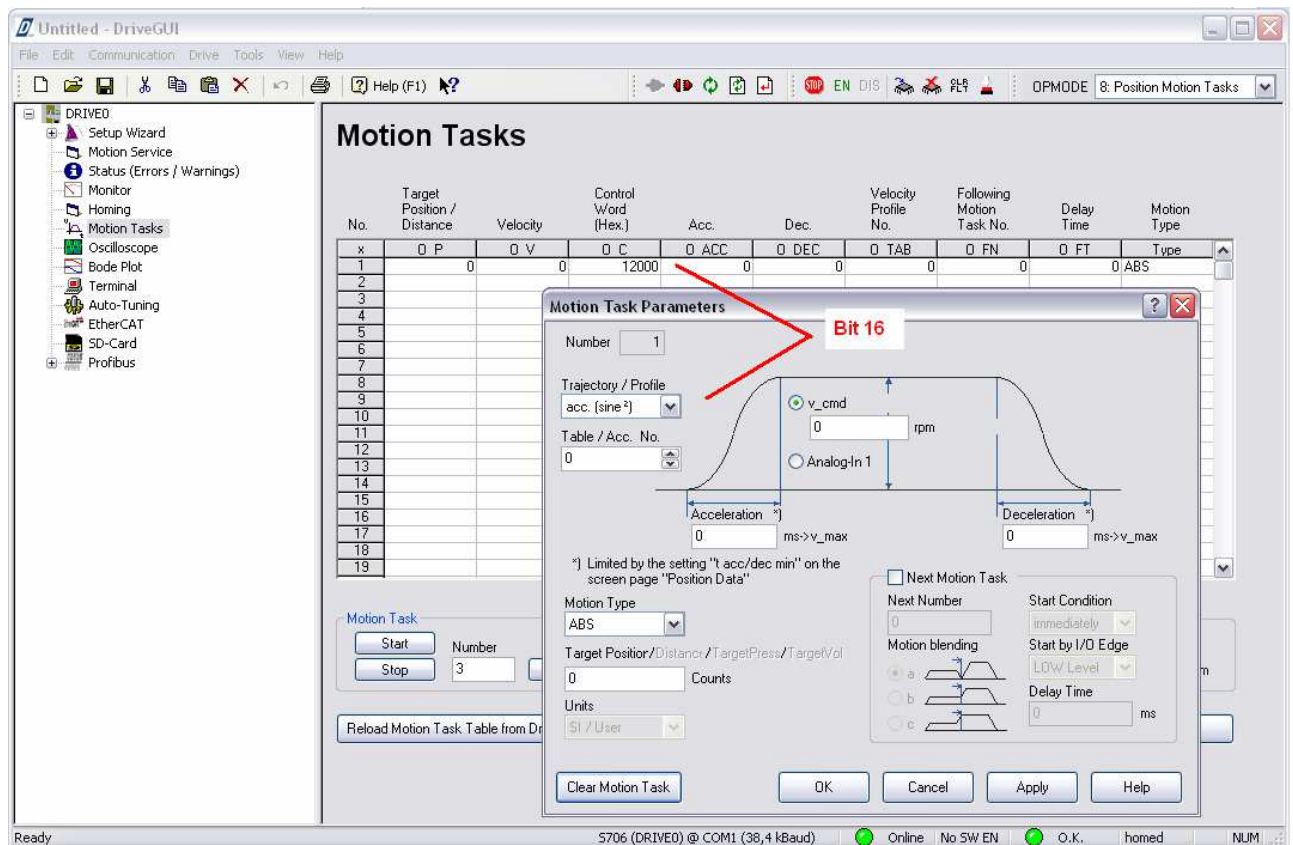 Untitled - DriveGUI
File Edit Communication Drive Tools View Help
Help (F1) STOP EN DIS CLR OPMODE 8: Position Motion Tasks
DRIVE0
Setup Wizard
Motion Service
Status (Errors / Warnings)
Monitor
Homing
Motion Tasks
Oscilloscope
Bode Plot
Terminal
Auto-Tuning
EtherCAT
SD-Card
Profibus
Motion Tasks
No. Target Position / Distance Velocity Control Word (Hex.) Acc. Dec. Velocity Profile No. Following Motion Task No. Delay Time Motion Type
x O P O V O C O ACC O DEC O TAB O FN O FT Type
1 0 0 12000 0 0 0 0 0 ABS
2
3
4
5
6
7
8
9
10
11
12
13
14
15
16
17
18
19
Motion Task
Start Number
Stop 3
m
Reload Motion Task Table from Dr
Motion Task Parameters
Bit 16
Number 1
Trajectory / Profile
acc. (sine²)
Table / Acc. No.
0
v_cmd
0 rpm
Analog-In 1
Acceleration *)
0 ms->v_max
Deceleration *)
0 ms->v_max
*) Limited by the setting "t acc/dec min" on the
screen page "Position Data"
Motion Type
ABS
Target Position/Distance/TargetPress/TargetVol
0 Counts
Units
SI / User
Next Motion Task
Next Number Start Condition
0 immediately
Motion blending Start by I/O Edge
a LOW Level
b Delay Time
c 0 ms
Clear Motion Task OK Cancel Apply Help
Ready S706 (DRIVE0) @ COM1 (38,4 kBaud) Online No SW EN O.K. homed NUM